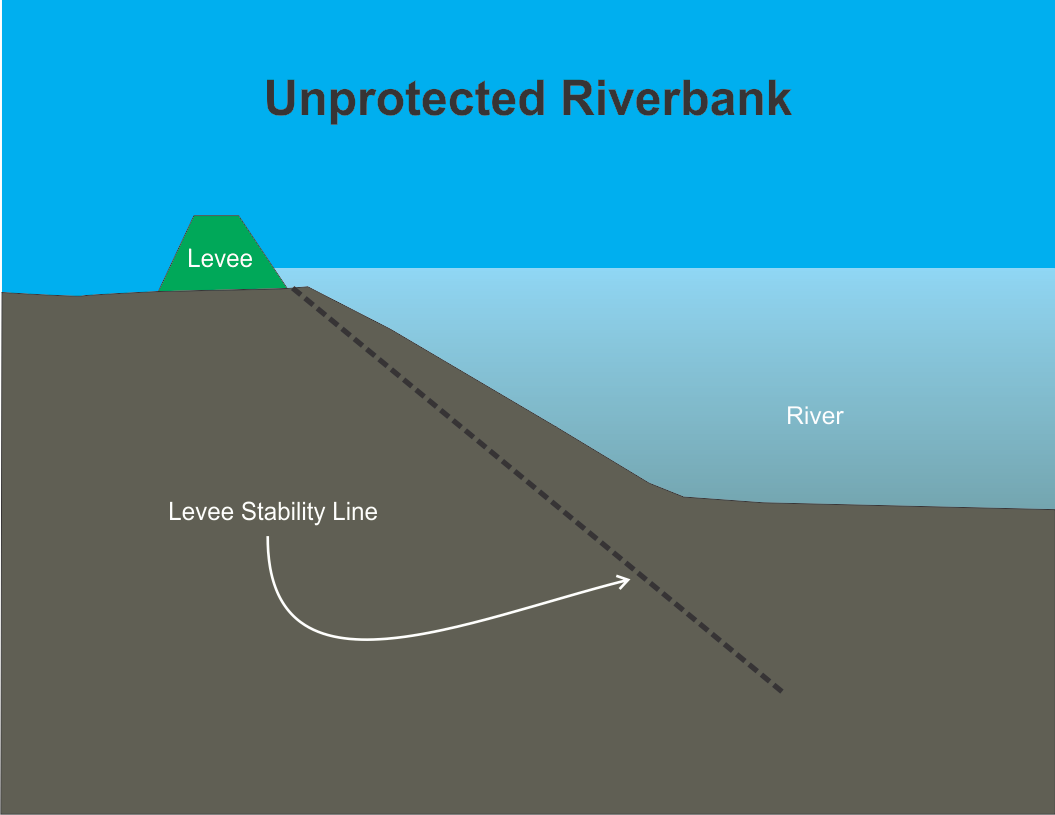 Unprotected Riverbank
Levee
River
Levee Stability Line